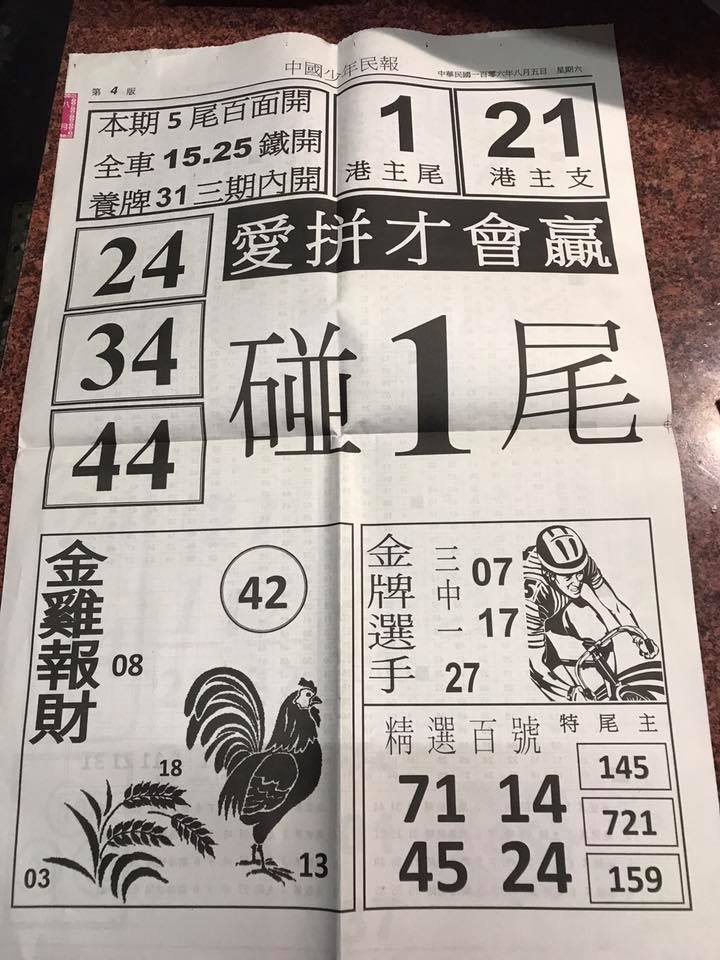 中國少年民報
第 4 版
中華民國一百零六年八月五日 星期六
本期 5 尾百面開
全車 15.25 鐵開
養牌 31 三期內開
1
港主尾
21
港主支
24
34
44
愛拼才會贏
碰 1 尾
金雞報財
42
08
18
03
13
金牌選手
三中一
07
17
27
精選百號
特尾主
71 14
45 24
145
721
159